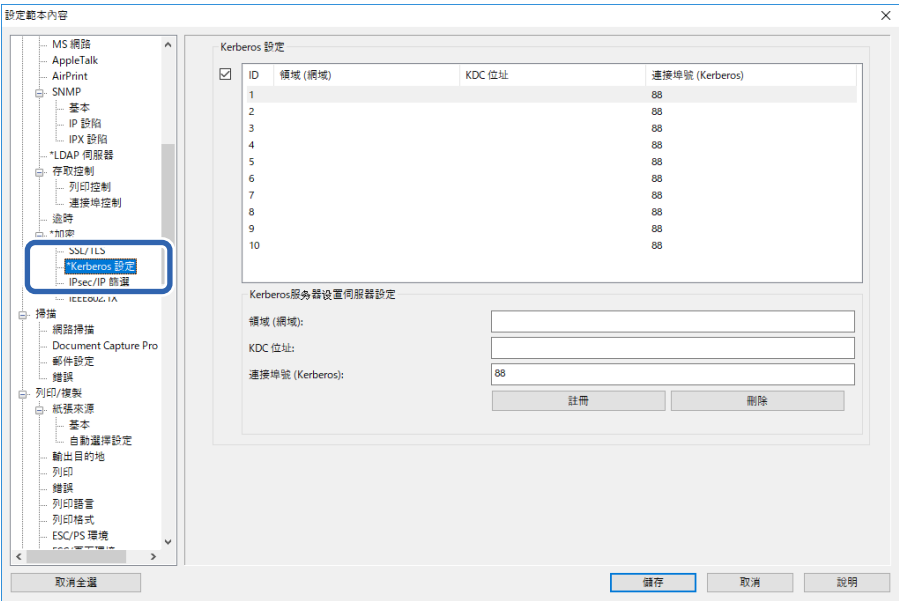 設定範本內容
MS 網路
AppleTalk
AirPrint
SNMP
基本
IP 設陷
IPX 設陷
*LDAP 伺服器
存取控制
列印控制
連接埠控制
逾時
*加密
SSL/TLS
*Kerberos 設定
IPsec/IP 篩選
IEEE802.1X
掃描
網路掃描
Document Capture Pro
郵件設定
錯誤
列印/複製
紙張來源
基本
自動選擇設定
輸出目的地
列印
錯誤
列印語言
列印格式
ESC/PS 環境
取消全選
Kerberos 設定
ID 領域 (網域) KDC 位址 連接埠號 (Kerberos)
1 88
2 88
3 88
4 88
5 88
6 88
7 88
8 88
9 88
10 88
Kerberos服务器设置伺服器設定
領域 (網域):
KDC 位址:
連接埠號 (Kerberos): 88
註冊 刪除
儲存 取消 說明